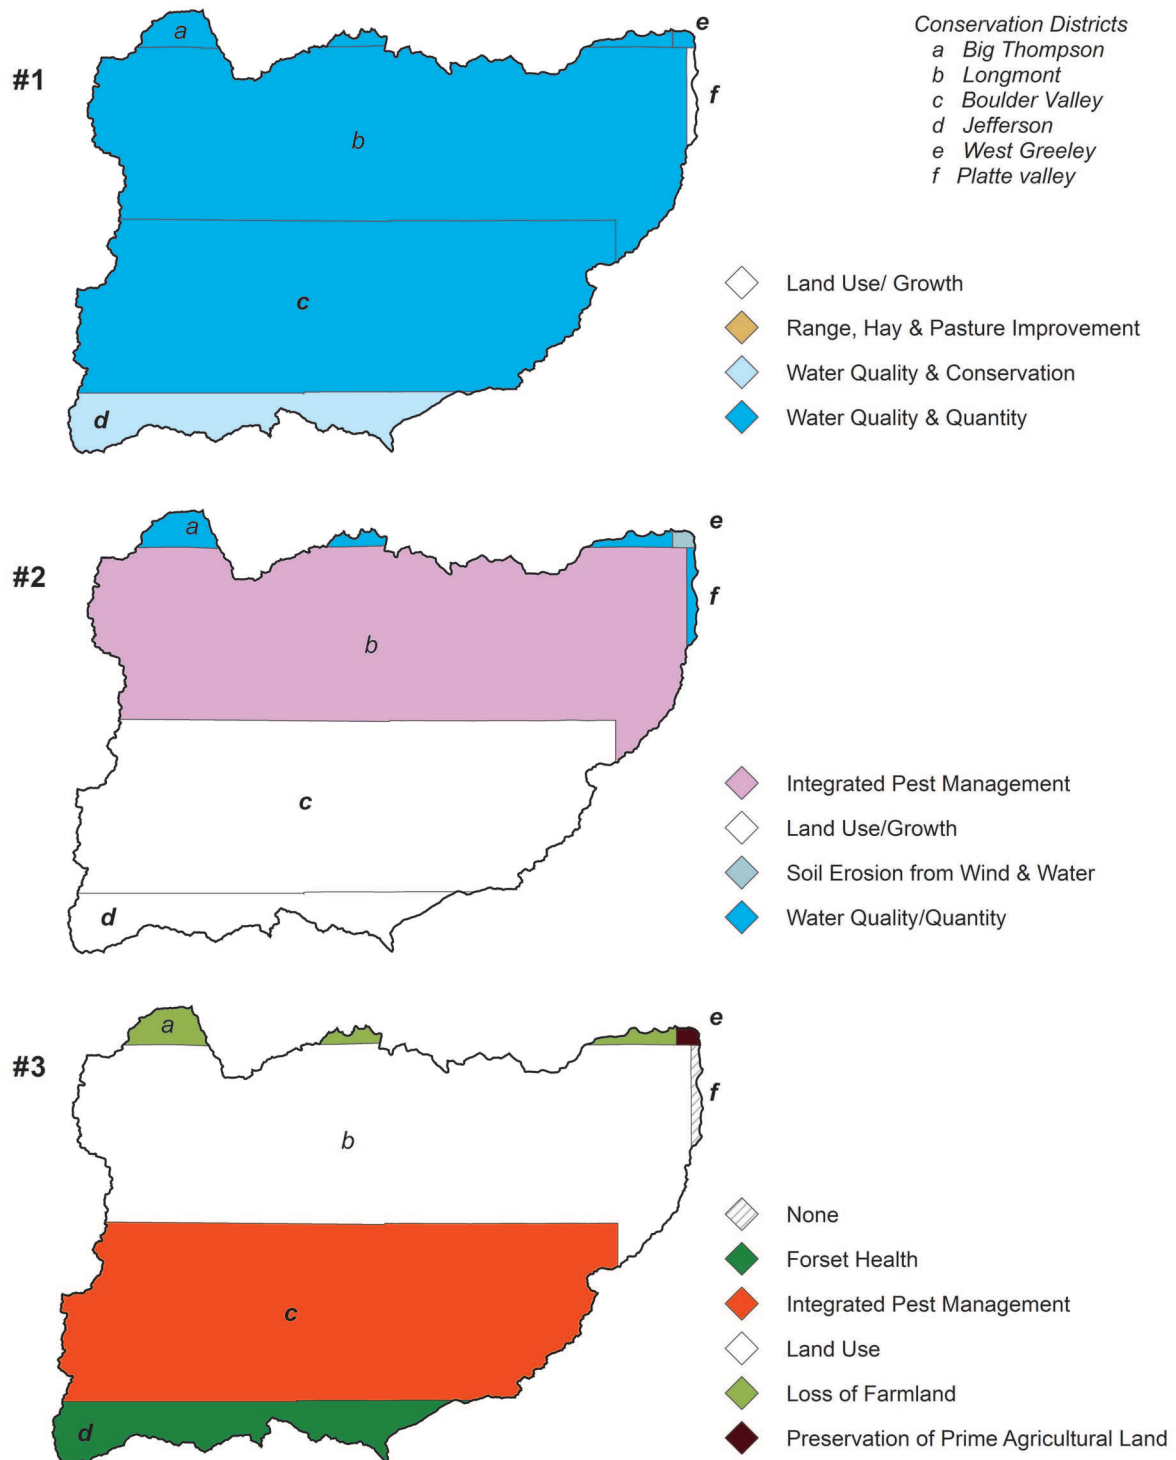 Conservation Districts
a Big Thompson
b Longmont
c Boulder Valley
d Jefferson
e West Greeley
f Platte valley
#1
a
b
c
d
e
f
Land Use/ Growth
Range, Hay & Pasture Improvement
Water Quality & Conservation
Water Quality & Quantity
#2
a
b
c
d
e
f
Integrated Pest Management
Land Use/Growth
Soil Erosion from Wind & Water
Water Quality/Quantity
#3
a
b
c
d
e
f
None
Forset Health
Integrated Pest Management
Land Use
Loss of Farmland
Preservation of Prime Agricultural Land